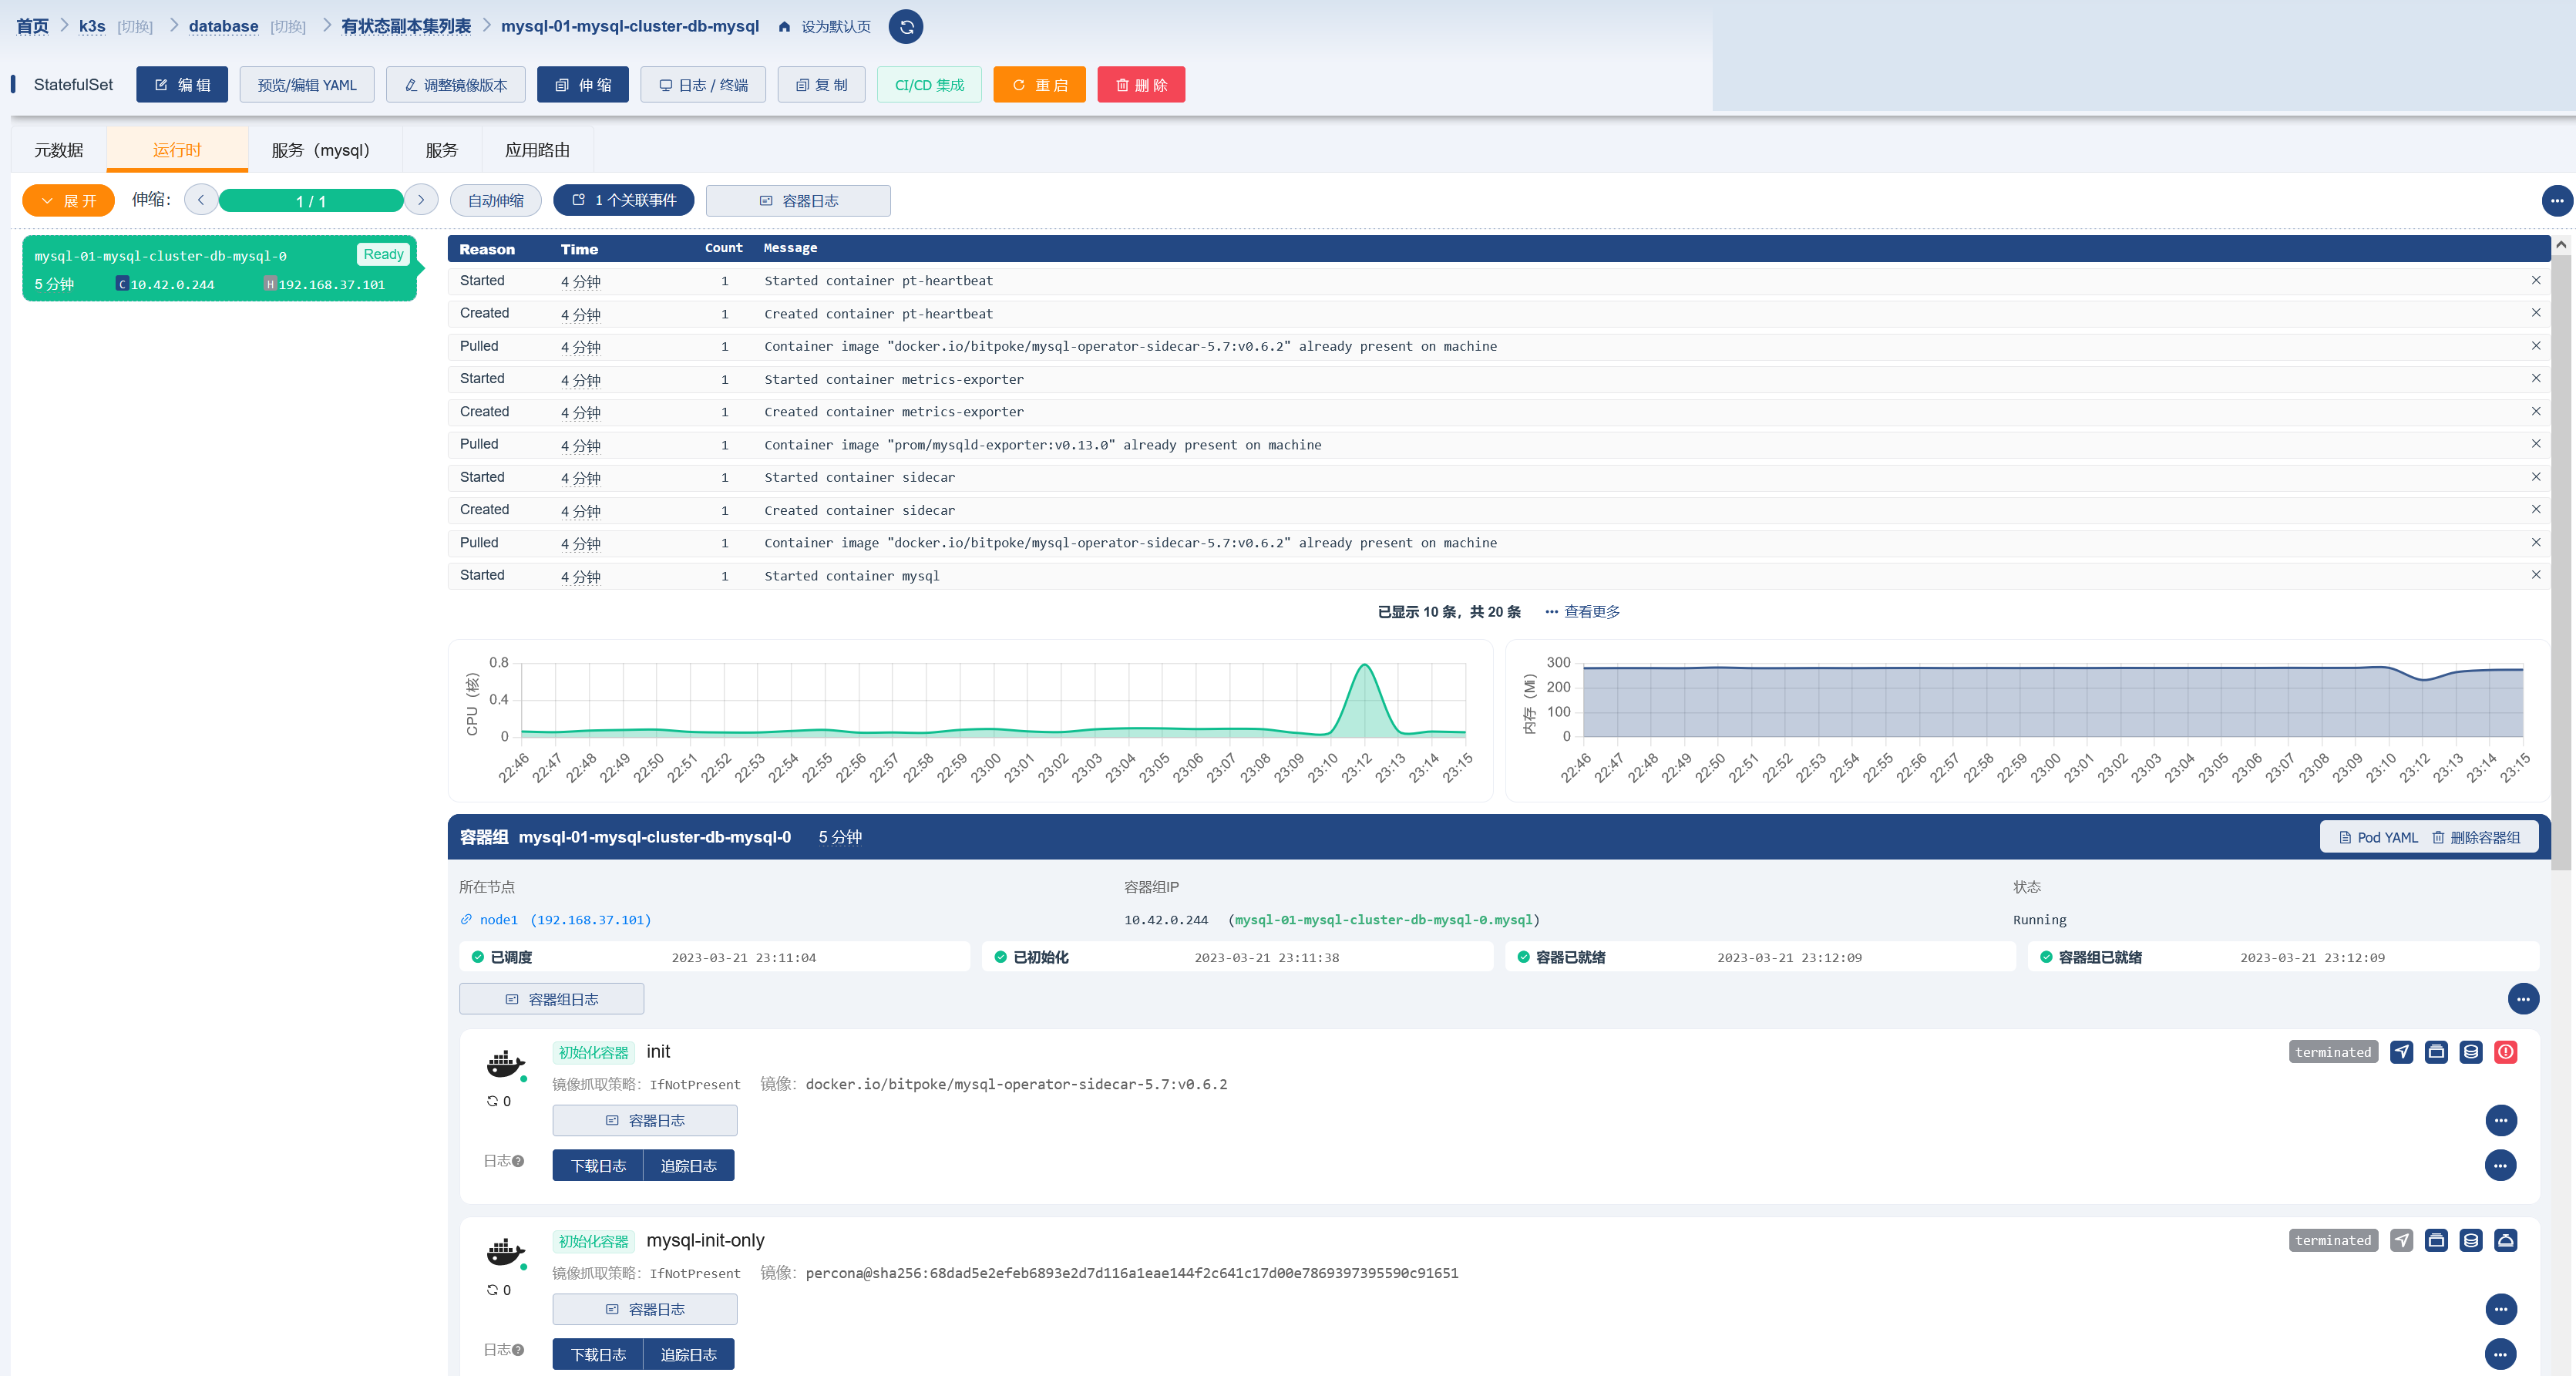 首页 k3s [切换] database [切换] 有状态副本集列表 mysql-01-mysql-cluster-db-mysql 设为默认页
StatefulSet 编 辑 预览/编辑 YAML 调整镜像版本 伸 缩 日志 / 终端 复 制 CI/CD 集成 重 启 删 除
元数据 运行时 服务（mysql） 服务 应用路由
展 开 伸缩： 1 / 1 自动伸缩 1 个关联事件 容器日志
mysql-01-mysql-cluster-db-mysql-0 Ready
5 分钟 C 10.42.0.244 H 192.168.37.101
Reason Time Count Message
Started 4 分钟 1 Started container pt-heartbeat
Created 4 分钟 1 Created container pt-heartbeat
Pulled 4 分钟 1 Container image "docker.io/bitpoke/mysql-operator-sidecar-5.7:v0.6.2" already present on machine
Started 4 分钟 1 Started container metrics-exporter
Created 4 分钟 1 Created container metrics-exporter
Pulled 4 分钟 1 Container image "prom/mysqld-exporter:v0.13.0" already present on machine
Started 4 分钟 1 Started container sidecar
Created 4 分钟 1 Created container sidecar
Pulled 4 分钟 1 Container image "docker.io/bitpoke/mysql-operator-sidecar-5.7:v0.6.2" already present on machine
Started 4 分钟 1 Started container mysql
已显示 10 条，共 20 条 ··· 查看更多
CPU（核）
0.8
0.4
0
22:46 22:47 22:48 22:49 22:50 22:51 22:52 22:53 22:54 22:55 22:56 22:57 22:58 22:59 23:00 23:01 23:02 23:03 23:04 23:05 23:06 23:07 23:08 23:09 23:10 23:12 23:13 23:14 23:15
内存（Mi）
300
200
100
0
22:46 22:47 22:48 22:49 22:50 22:51 22:52 22:53 22:54 22:55 22:56 22:57 22:58 22:59 23:00 23:01 23:02 23:03 23:04 23:05 23:06 23:07 23:08 23:09 23:10 23:12 23:13 23:14 23:15
容器组 mysql-01-mysql-cluster-db-mysql-0 5 分钟 Pod YAML 删除容器组
所在节点 容器组IP 状态
node1 (192.168.37.101) 10.42.0.244 (mysql-01-mysql-cluster-db-mysql-0.mysql) Running
已调度 2023-03-21 23:11:04 已初始化 2023-03-21 23:11:38 容器已就绪 2023-03-21 23:12:09 容器组已就绪 2023-03-21 23:12:09
容器组日志
初始化容器 init terminated
镜像抓取策略：IfNotPresent 镜像：docker.io/bitpoke/mysql-operator-sidecar-5.7:v0.6.2
0
容器日志
日志 下载日志 追踪日志
初始化容器 mysql-init-only terminated
镜像抓取策略：IfNotPresent 镜像：percona@sha256:68dad5e2efeb6893e2d7d116a1eae144f2c641c17d00e7869397395590c91651
0
容器日志
日志 下载日志 追踪日志